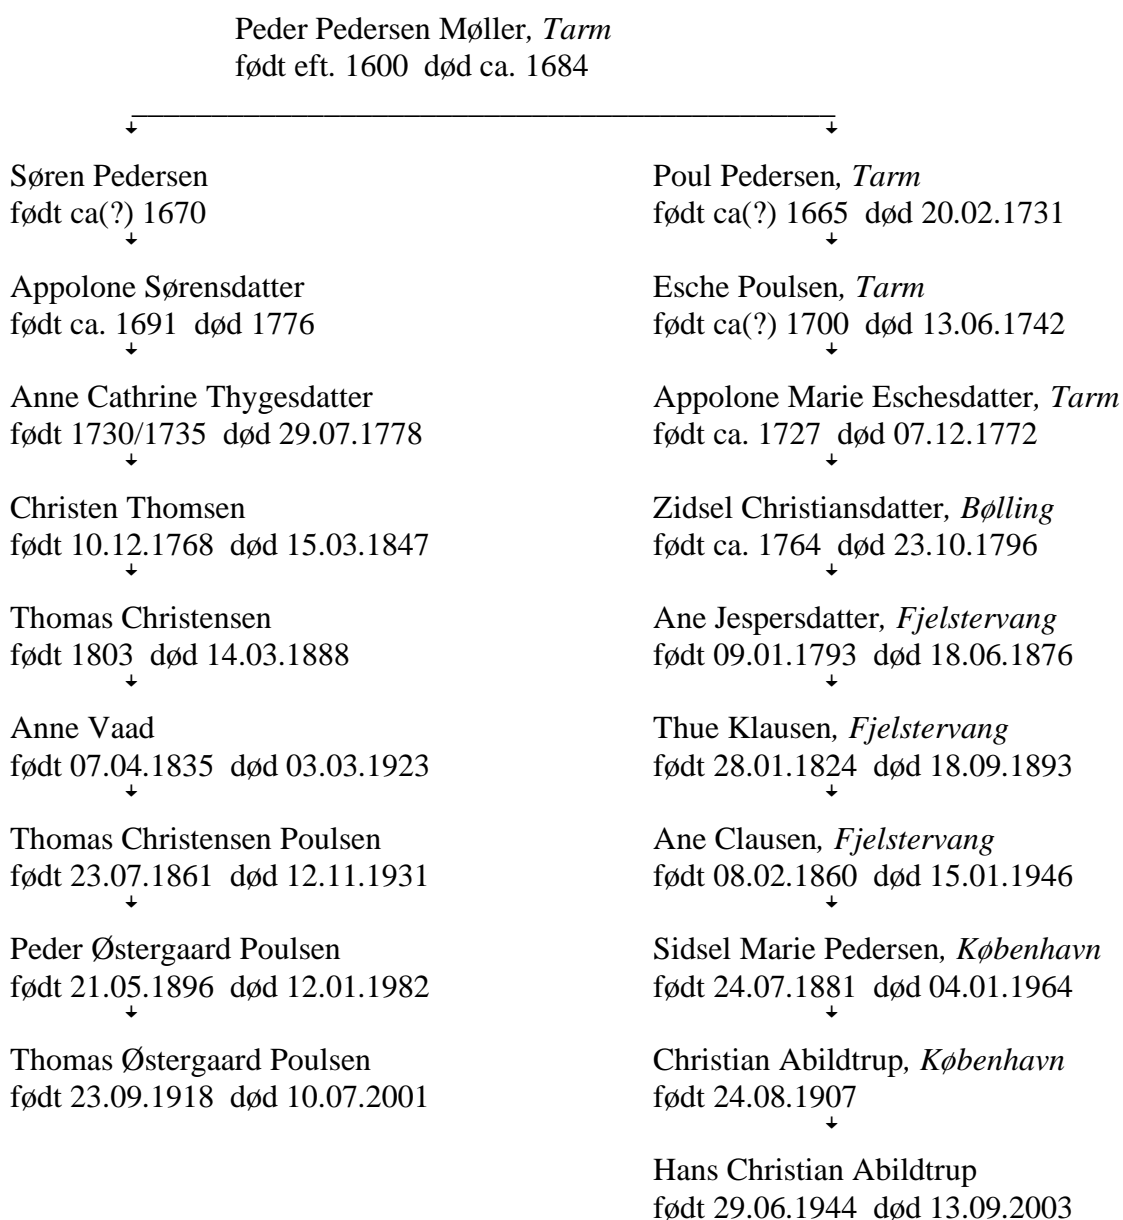 Peder Pedersen Møller, Tarm
født eft. 1600  død ca. 1684
Søren Pedersen
født ca(?) 1670
Appolone Sørensdatter
født ca. 1691  død 1776
Anne Cathrine Thygesdatter
født 1730/1735  død 29.07.1778
Christen Thomsen
født 10.12.1768  død 15.03.1847
Thomas Christensen
født 1803  død 14.03.1888
Anne Vaad
født 07.04.1835  død 03.03.1923
Thomas Christensen Poulsen
født 23.07.1861  død 12.11.1931
Peder Østergaard Poulsen
født 21.05.1896  død 12.01.1982
Thomas Østergaard Poulsen
født 23.09.1918  død 10.07.2001
Poul Pedersen, Tarm
født ca(?) 1665  død 20.02.1731
Esche Poulsen, Tarm
født ca(?) 1700  død 13.06.1742
Appolone Marie Eschesdatter, Tarm
født ca. 1727  død 07.12.1772
Zidsel Christiansdatter, Bølling
født ca. 1764  død 23.10.1796
Ane Jespersdatter, Fjelstervang
født 09.01.1793  død 18.06.1876
Thue Klausen, Fjelstervang
født 28.01.1824  død 18.09.1893
Ane Clausen, Fjelstervang
født 08.02.1860  død 15.01.1946
Sidsel Marie Pedersen, København
født 24.07.1881  død 04.01.1964
Christian Abildtrup, København
født 24.08.1907
Hans Christian Abildtrup
født 29.06.1944  død 13.09.2003